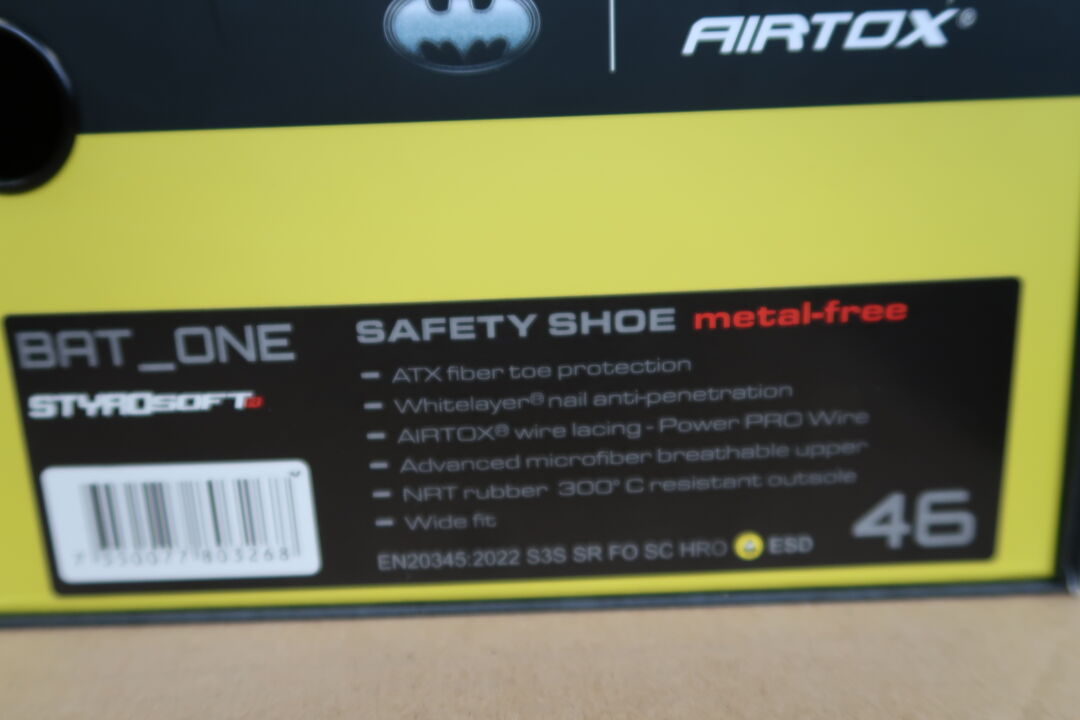 AIRTOX®
BAT_ONE
STYROSOFT
SAFETY SHOE metal-free
- ATX fiber toe protection
- Whitelayer® nail anti-penetration
- AIRTOX® wire lacing - Power PRO Wire
- Advanced microfiber breathable upper
- NRT rubber 300° C resistant outsole
- Wide fit
EN20345:2022 S3S SR FO SC HRO ESD
46